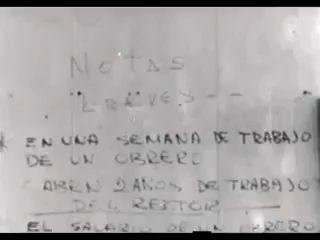 NOTAS
BREVES - -
EN UNA SEMANA DE TRABAJO
DE UN OBRERO
CABEN 2 AÑOS DE TRABAJO
DEL RECTOR
EL SALARIO DE UN OBRERO